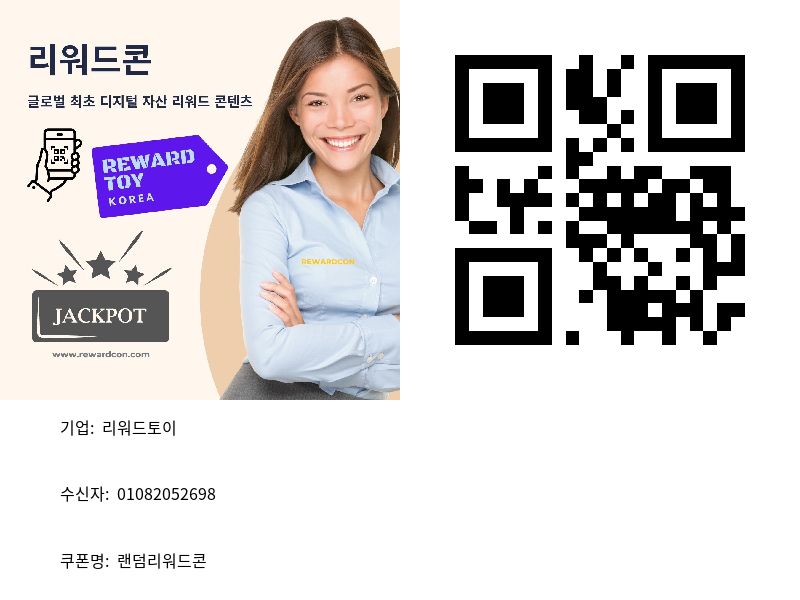 리워드콘
글로벌 최초 디지털 자산 리워드 콘텐츠
REWARD
TOY
KOREA
REWARDCON
JACKPOT
www.rewardcon.com
기업: 리워드토이
수신자: 01082052698
쿠폰명: 랜덤리워드콘